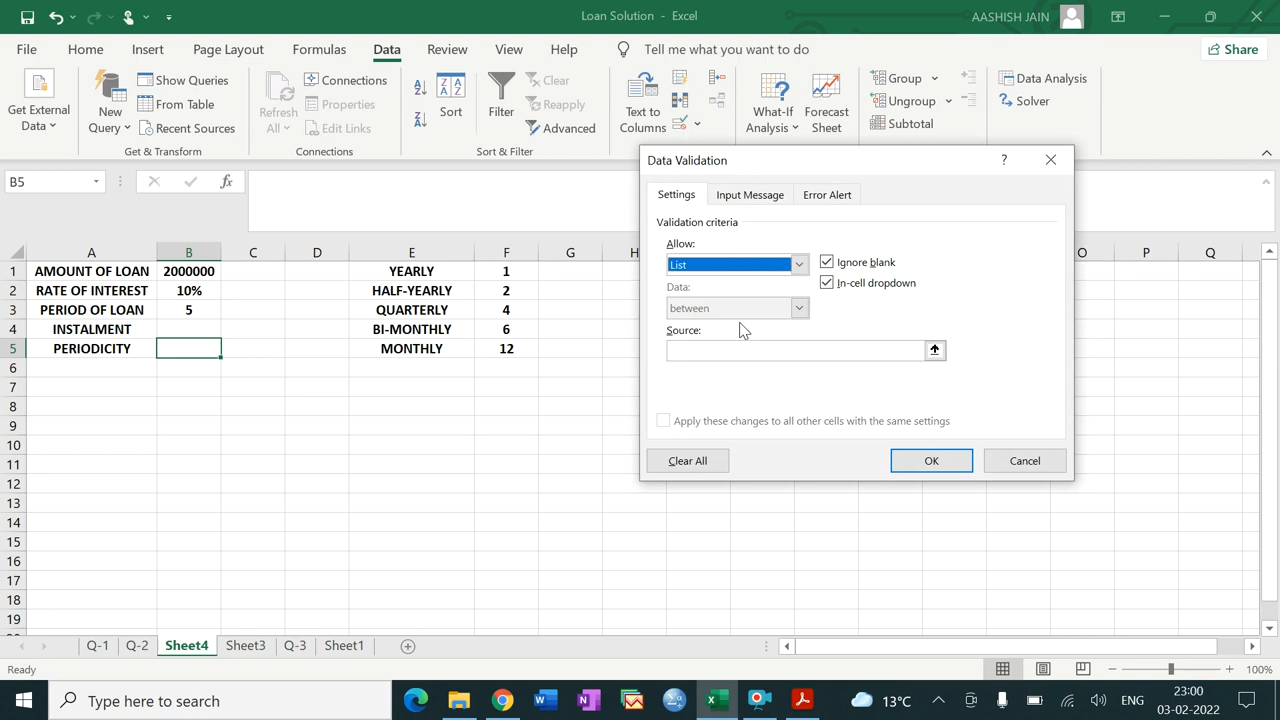 Loan Solution - Excel
AASHISH JAIN
File Home Insert Page Layout Formulas Data Review View Help Tell me what you want to do Share
Get External Data
New Query
Show Queries
From Table
Recent Sources
Get & Transform
Refresh All
Connections
Properties
Edit Links
Connections
Sort
Filter
Clear
Reapply
Advanced
Sort & Filter
Text to Columns
What-If Analysis
Forecast Sheet
Group
Ungroup
Subtotal
Data Analysis
Solver
B5
fx
A B C D E F G H O P Q
1 AMOUNT OF LOAN 2000000 YEARLY 1
2 RATE OF INTEREST 10% HALF-YEARLY 2
3 PERIOD OF LOAN 5 QUARTERLY 4
4 INSTALMENT BI-MONTHLY 6
5 PERIODICITY MONTHLY 12
6
7
8
9
10
11
12
13
14
15
16
17
18
19
Data Validation
?
Settings Input Message Error Alert
Validation criteria
Allow:
List
Ignore blank
Data:
In-cell dropdown
between
Source:
Apply these changes to all other cells with the same settings
Clear All OK Cancel
Q-1 Q-2 Sheet4 Sheet3 Q-3 Sheet1
Ready
100%
Type here to search
13°C
ENG
23:00
03-02-2022